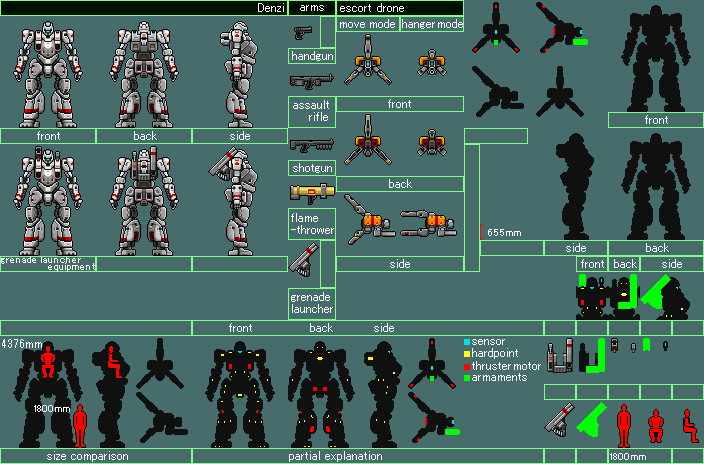 Denzi
arms
escort drone
move mode
hanger mode
handgun
assault
rifle
front
front
front
back
side
shotgun
back
flame
-thrower
655mm
side
back
grenade launcher
equipment
side
front
back
side
grenade
launcher
front
back
side
4376mm
sensor
hardpoint
thruster motor
armaments
1800mm
size comparison
partial explanation
1800mm